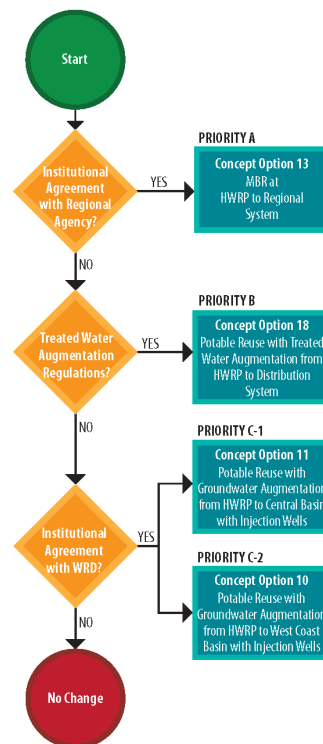 Start
Institutional
Agreement
with Regional
Agency?
YES
PRIORITY A
Concept Option 13
MBR at
HWRP to Regional
System
NO
Treated Water
Augmentation
Regulations?
YES
PRIORITY B
Concept Option 18
Potable Reuse with Treated
Water Augmentation from
HWRP to Distribution
System
NO
Institutional
Agreement
with WRD?
YES
PRIORITY C-1
Concept Option 11
Potable Reuse with
Groundwater Augmentation
from HWRP to Central Basin
with Injection Wells
PRIORITY C-2
Concept Option 10
Potable Reuse with
Groundwater Augmentation
from HWRP to West Coast
Basin with Injection Wells
NO
No Change